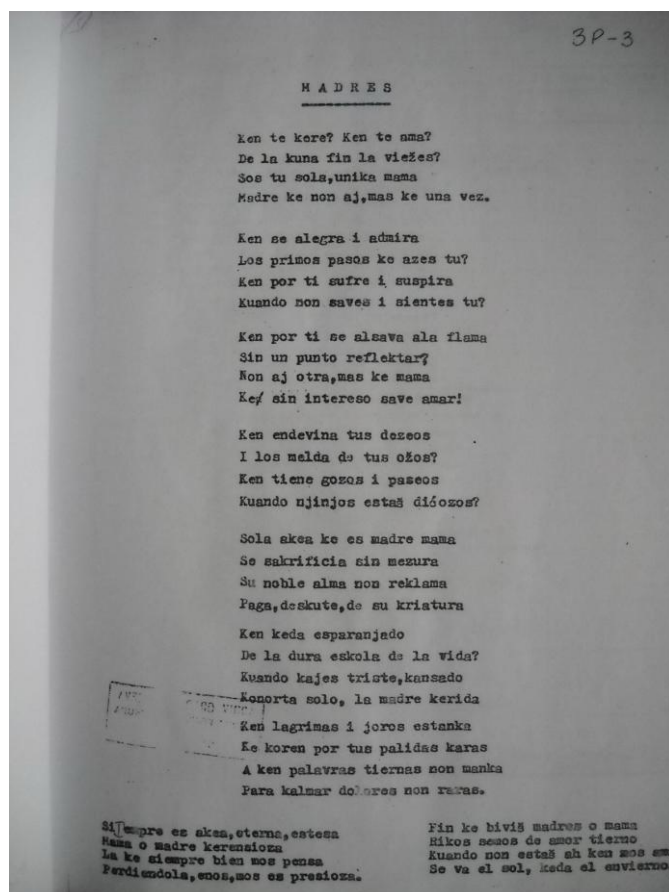 3P-3
MADRES
Ken te kere? Ken te ama?
De la kuna fin la viežes?
Sos tu sola,unika mama
Madre ke non aj,mas ke una vez.
Ken se alegra i admira
Los primos pasos ke azes tu?
Ken por ti sufre i suspira
Kuando non saves i sientes tu?
Ken por ti se alsava ala flama
Sin un punto reflektar?
Non aj otra,mas ke mama
Ke sin intereso save amar!
Ken endevina tus dezeos
I los melda de tus ožos?
Ken tiene gozos i paseos
Kuando njinjos estaš dićozos?
Sola akea ke es madre mama
Se sakrificia sin mezura
Su noble alma non reklama
Paga,deskute,de su kriatura
Ken keda esparanjado
De la dura eskola de la vida?
Kuando kajes triste,kansado
Konorta solo, la madre kerida
Ken lagrimas i joros estanka
Ke koren por tus palidas karas
A ken palavras tiernas non manka
Para kalmar dolores non raras.
Siempre es akea,eterna,estesa
Mama o madre kerensioza
La ke siempre bien mos pensa
Perdiendola,enos,mos es presioza.
Fin ke biviš madres o mama
Rikos semos de amor tierno
Kuando non estaš ah ken mos
Se va el sol, keda el envierno